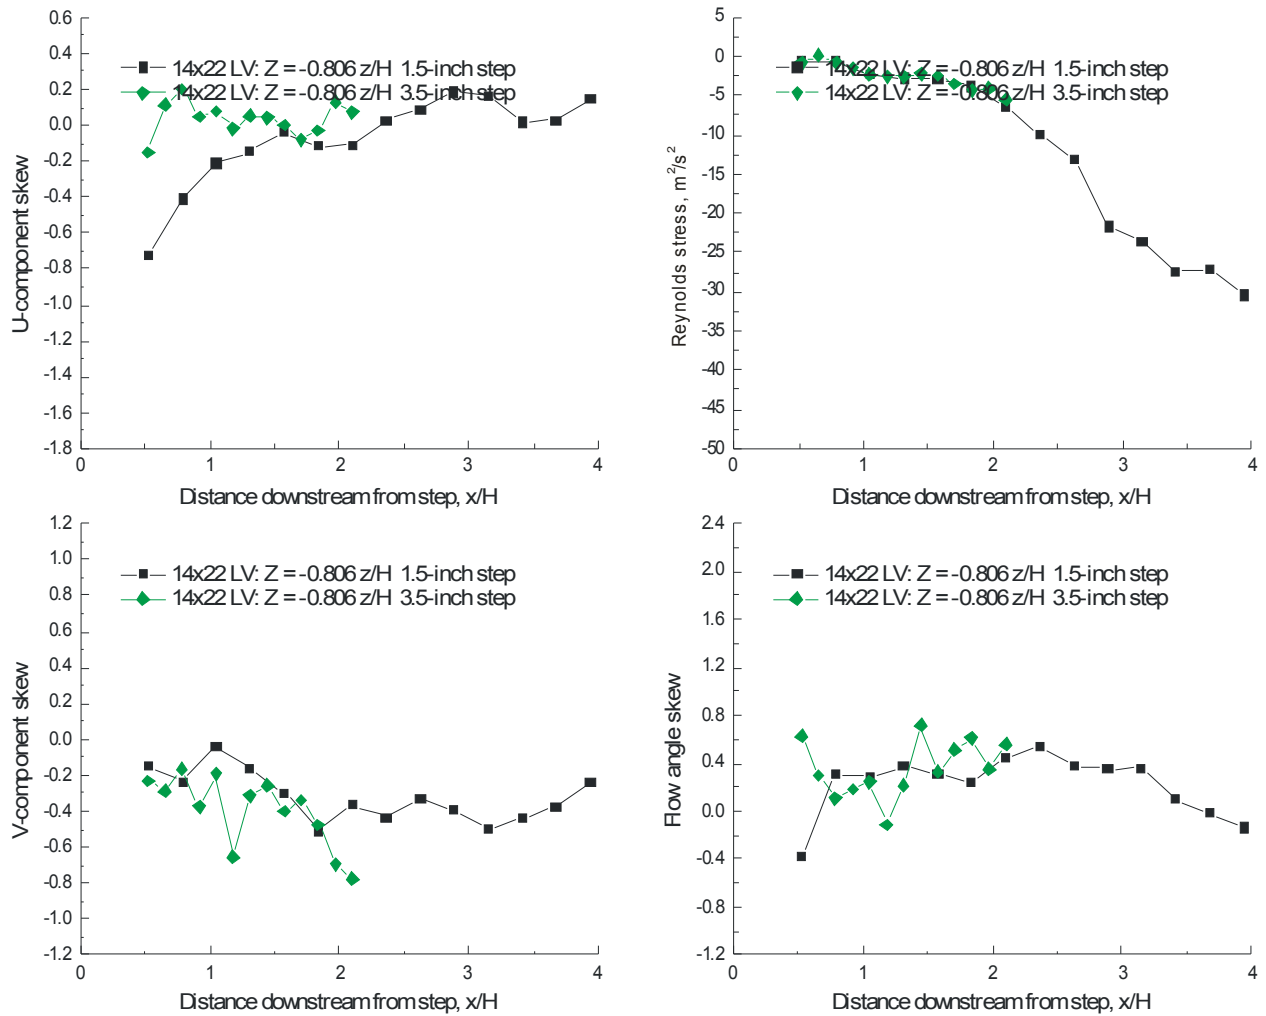 0.6
0.4
0.2
0.0
-0.2
-0.4
-0.6
-0.8
-1.0
-1.2
-1.4
-1.6
-1.8
U-component skew
14x22 LV: Z = -0.806 z/H 1.5-inch step
14x22 LV: Z = -0.806 z/H 3.5-inch step
0 1 2 3 4
Distance downstream from step, x/H
5
0
-5
-10
-15
-20
-25
-30
-35
-40
-45
-50
Reynolds stress, m²/s²
14x22 LV: Z = -0.806 z/H 1.5-inch step
14x22 LV: Z = -0.806 z/H 3.5-inch step
0 1 2 3 4
Distance downstream from step, x/H
1.2
1.0
0.8
0.6
0.4
0.2
0.0
-0.2
-0.4
-0.6
-0.8
-1.0
-1.2
V-component skew
14x22 LV: Z = -0.806 z/H 1.5-inch step
14x22 LV: Z = -0.806 z/H 3.5-inch step
0 1 2 3 4
Distance downstream from step, x/H
2.4
2.0
1.6
1.2
0.8
0.4
0.0
-0.4
-0.8
-1.2
Flow angle skew
14x22 LV: Z = -0.806 z/H 1.5-inch step
14x22 LV: Z = -0.806 z/H 3.5-inch step
0 1 2 3 4
Distance downstream from step, x/H